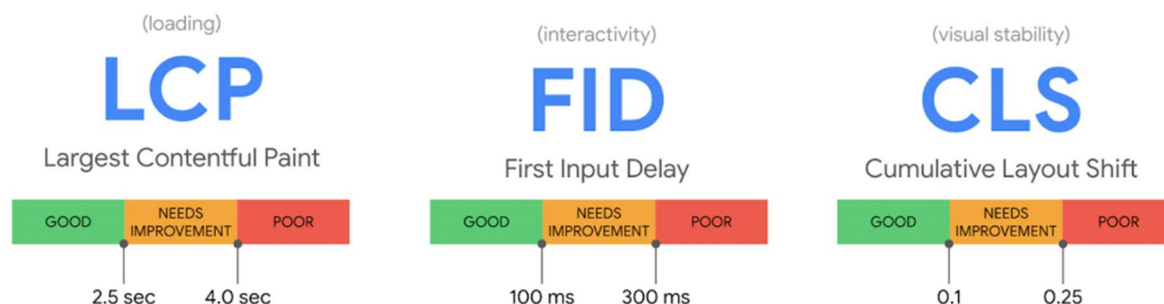 (loading)
LCP
Largest Contentful Paint
GOOD
NEEDS
IMPROVEMENT
POOR
2.5 sec
4.0 sec
(interactivity)
FID
First Input Delay
GOOD
NEEDS
IMPROVEMENT
POOR
100 ms
300 ms
(visual stability)
CLS
Cumulative Layout Shift
GOOD
NEEDS
IMPROVEMENT
POOR
0.1
0.25